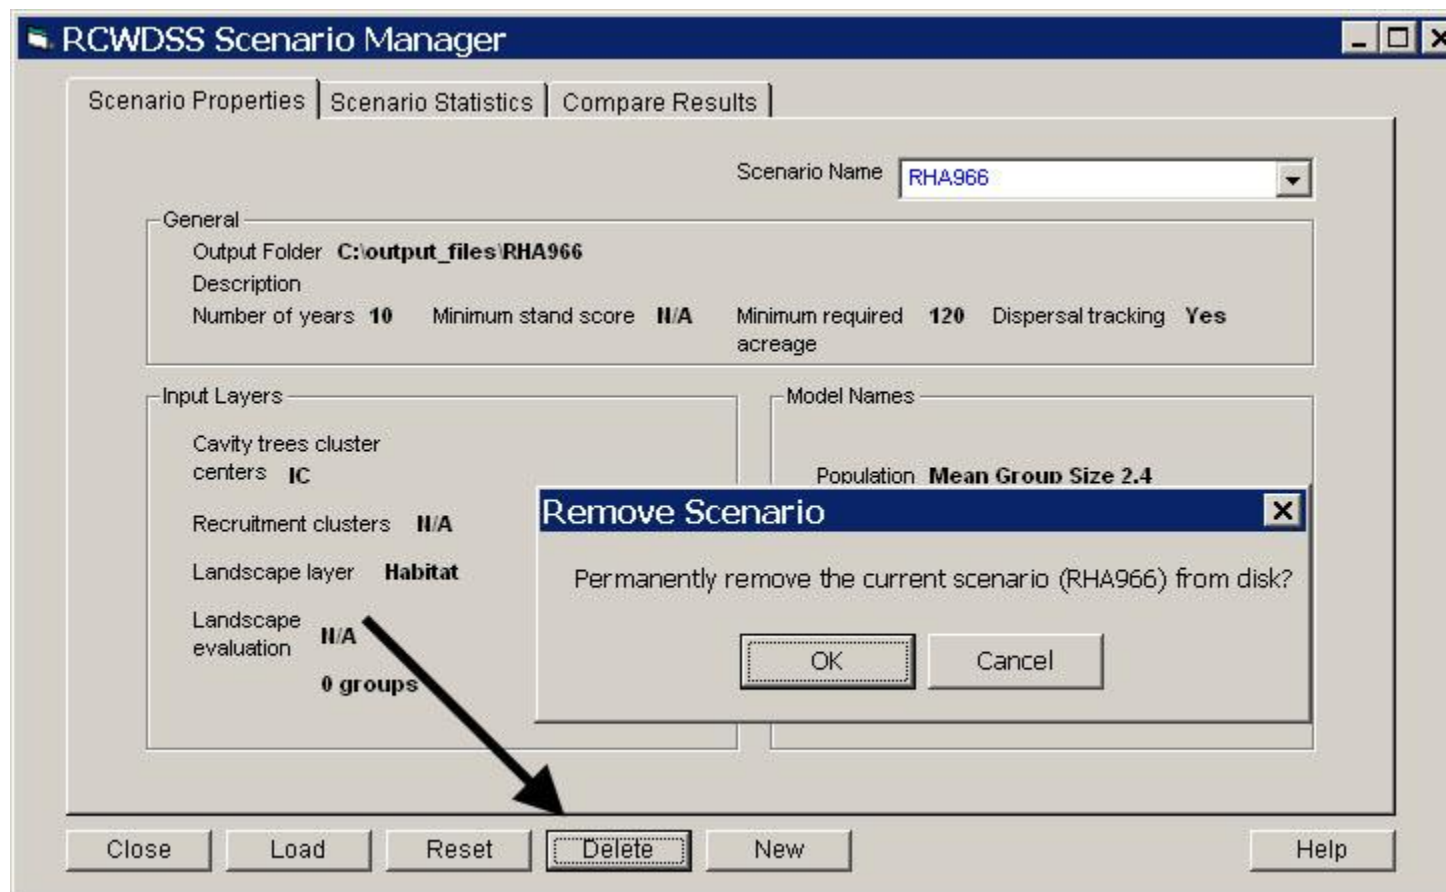 RCWDSS Scenario Manager
Scenario Properties Scenario Statistics Compare Results
Scenario Name RHA966
General
Output Folder C:\output_files\RHA966
Description
Number of years 10 Minimum stand score N/A Minimum required acreage 120 Dispersal tracking Yes
Input Layers
Cavity trees cluster
centers IC
Recruitment clusters N/A
Landscape layer Habitat
Landscape
evaluation N/A
0 groups
Model Names
Population Mean Group Size 2.4
Remove Scenario
Permanently remove the current scenario (RHA966) from disk?
OK Cancel
Close Load Reset Delete New Help